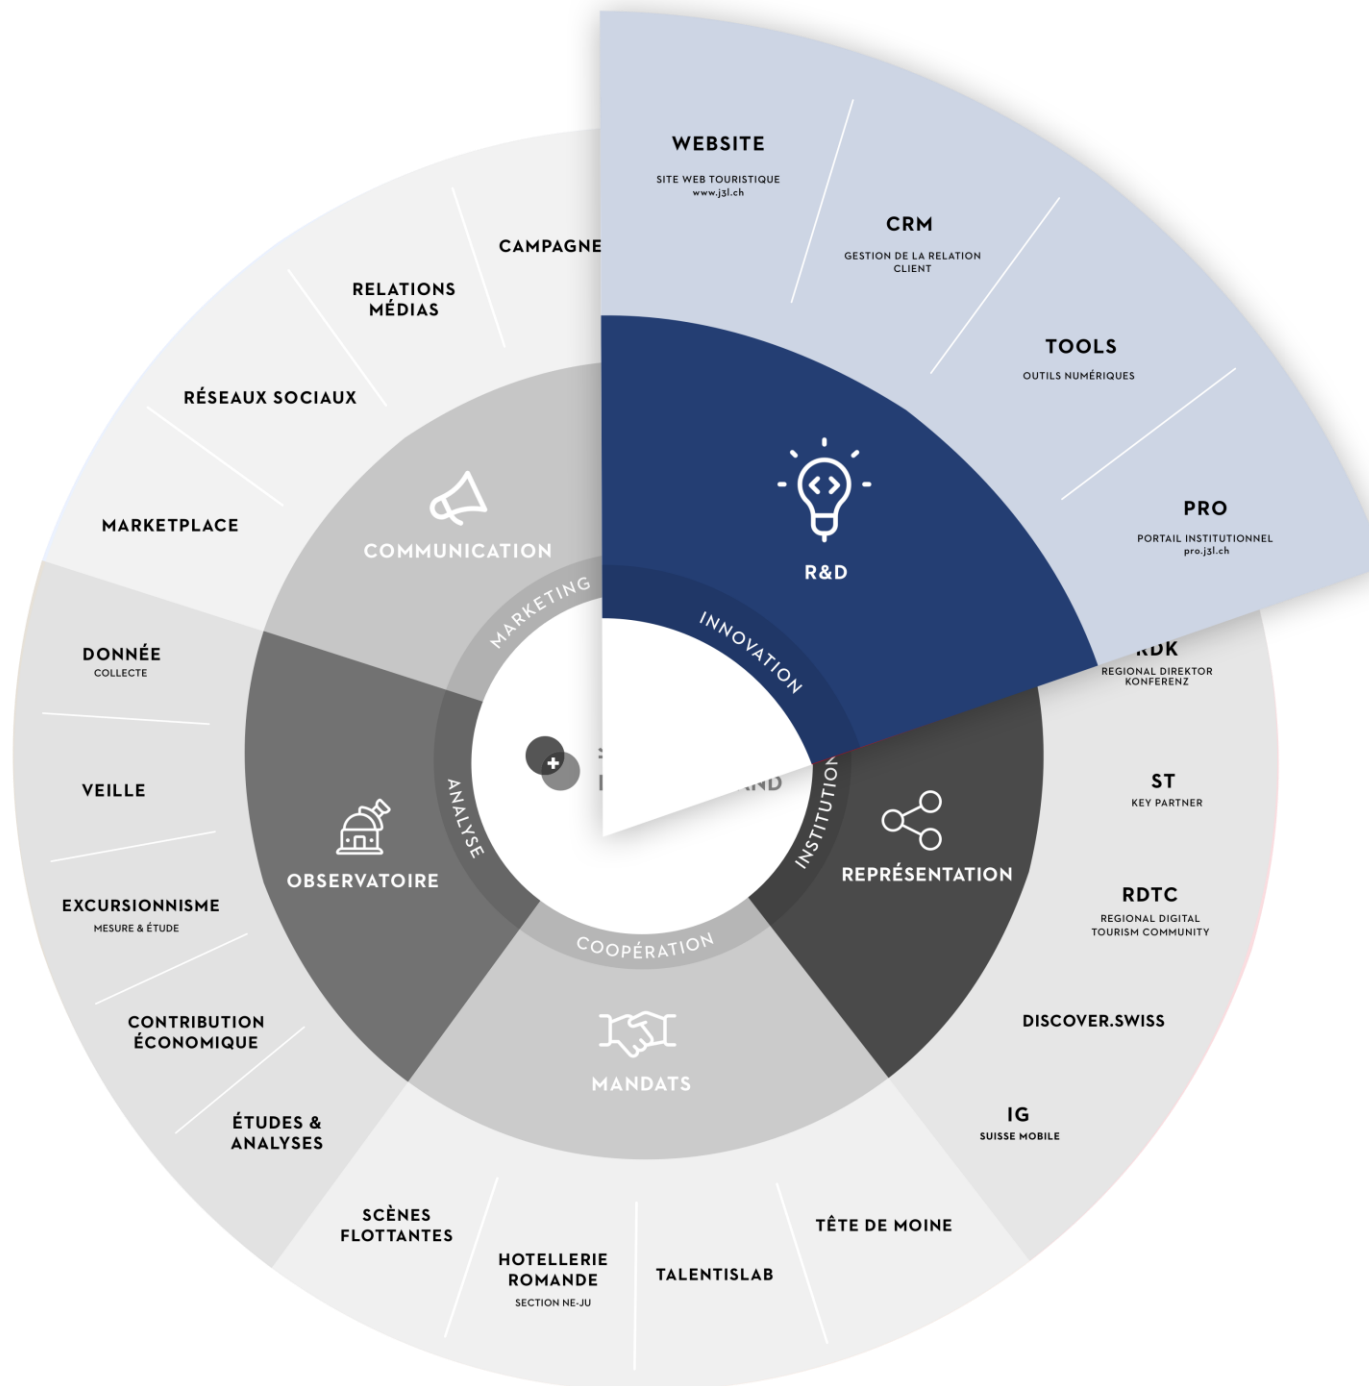 WEBSITE
SITE WEB TOURISTIQUE
www.j3l.ch
CRM
GESTION DE LA RELATION
CLIENT
TOOLS
OUTILS NUMÉRIQUES
PRO
PORTAIL INSTITUTIONNEL
pro.j3l.ch
R&D
INNOVATION
CAMPAGNE
RELATIONS
MÉDIAS
RÉSEAUX SOCIAUX
MARKETPLACE
COMMUNICATION
MARKETING
DONNÉE
COLLECTE
VEILLE
EXCURSIONNISME
MESURE & ÉTUDE
CONTRIBUTION
ÉCONOMIQUE
ÉTUDES &
ANALYSES
OBSERVATOIRE
ANALYSE
SCÈNES
FLOTTANTES
HOTELLERIE
ROMANDE
SECTION NE-JU
TALENTISLAB
TÊTE DE MOINE
MANDATS
COOPÉRATION
RDK
REGIONAL DIREKTOR
KONFERENZ
ST
KEY PARTNER
RDTC
REGIONAL DIGITAL
TOURISM COMMUNITY
DISCOVER.SWISS
IG
SUISSE MOBILE
REPRÉSENTATION
INSTITUTION